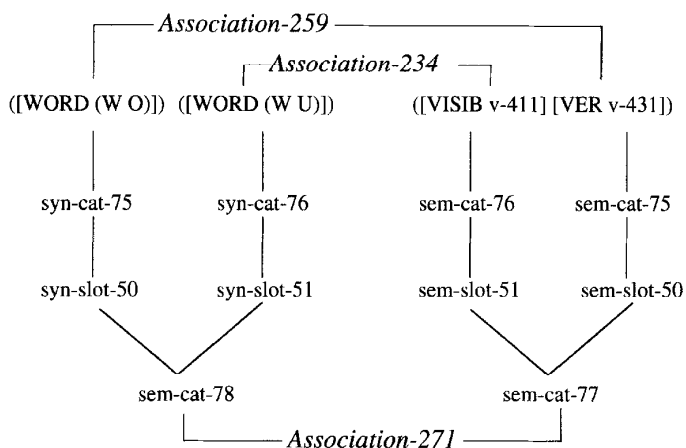 Association-259
Association-234
([WORD (W O)]) ([WORD (W U)]) ([VISIB v-411] [VER v-431])
syn-cat-75 syn-cat-76 sem-cat-76 sem-cat-75
syn-slot-50 syn-slot-51 sem-slot-51 sem-slot-50
sem-cat-78 sem-cat-77
Association-271